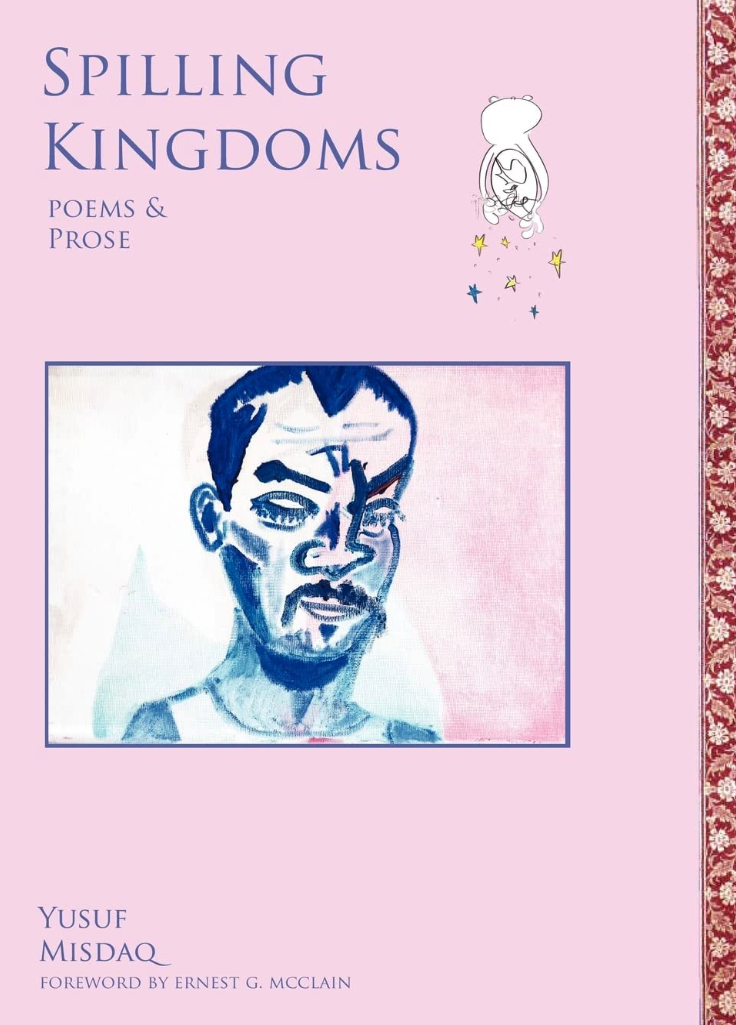 SPILLING
KINGDOMS
POEMS &
PROSE
YUSUF
MISDAQ
FOREWORD BY ERNEST G. MCCLAIN